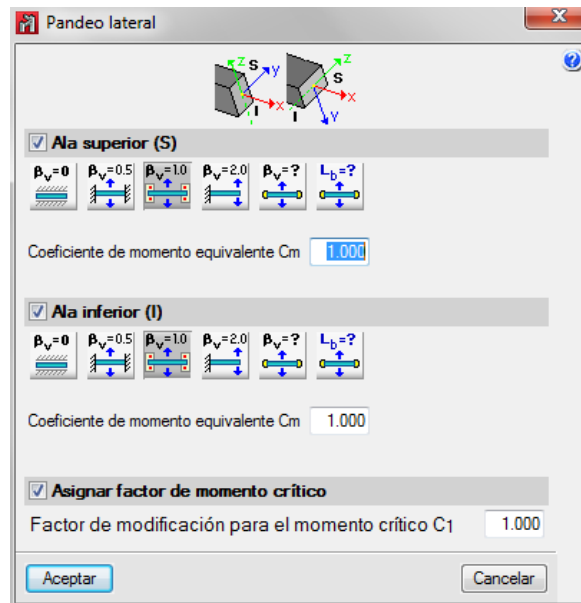 Pandeo lateral
z S y x I
z S x I y
Ala superior (S)
βv=0 βv=0.5 βv=1.0 βv=2.0 βv=? Lb=?
Coeficiente de momento equivalente Cm 1.000
Ala inferior (I)
βv=0 βv=0.5 βv=1.0 βv=2.0 βv=? Lb=?
Coeficiente de momento equivalente Cm 1.000
Asignar factor de momento crítico
Factor de modificación para el momento crítico C1 1.000
Aceptar Cancelar